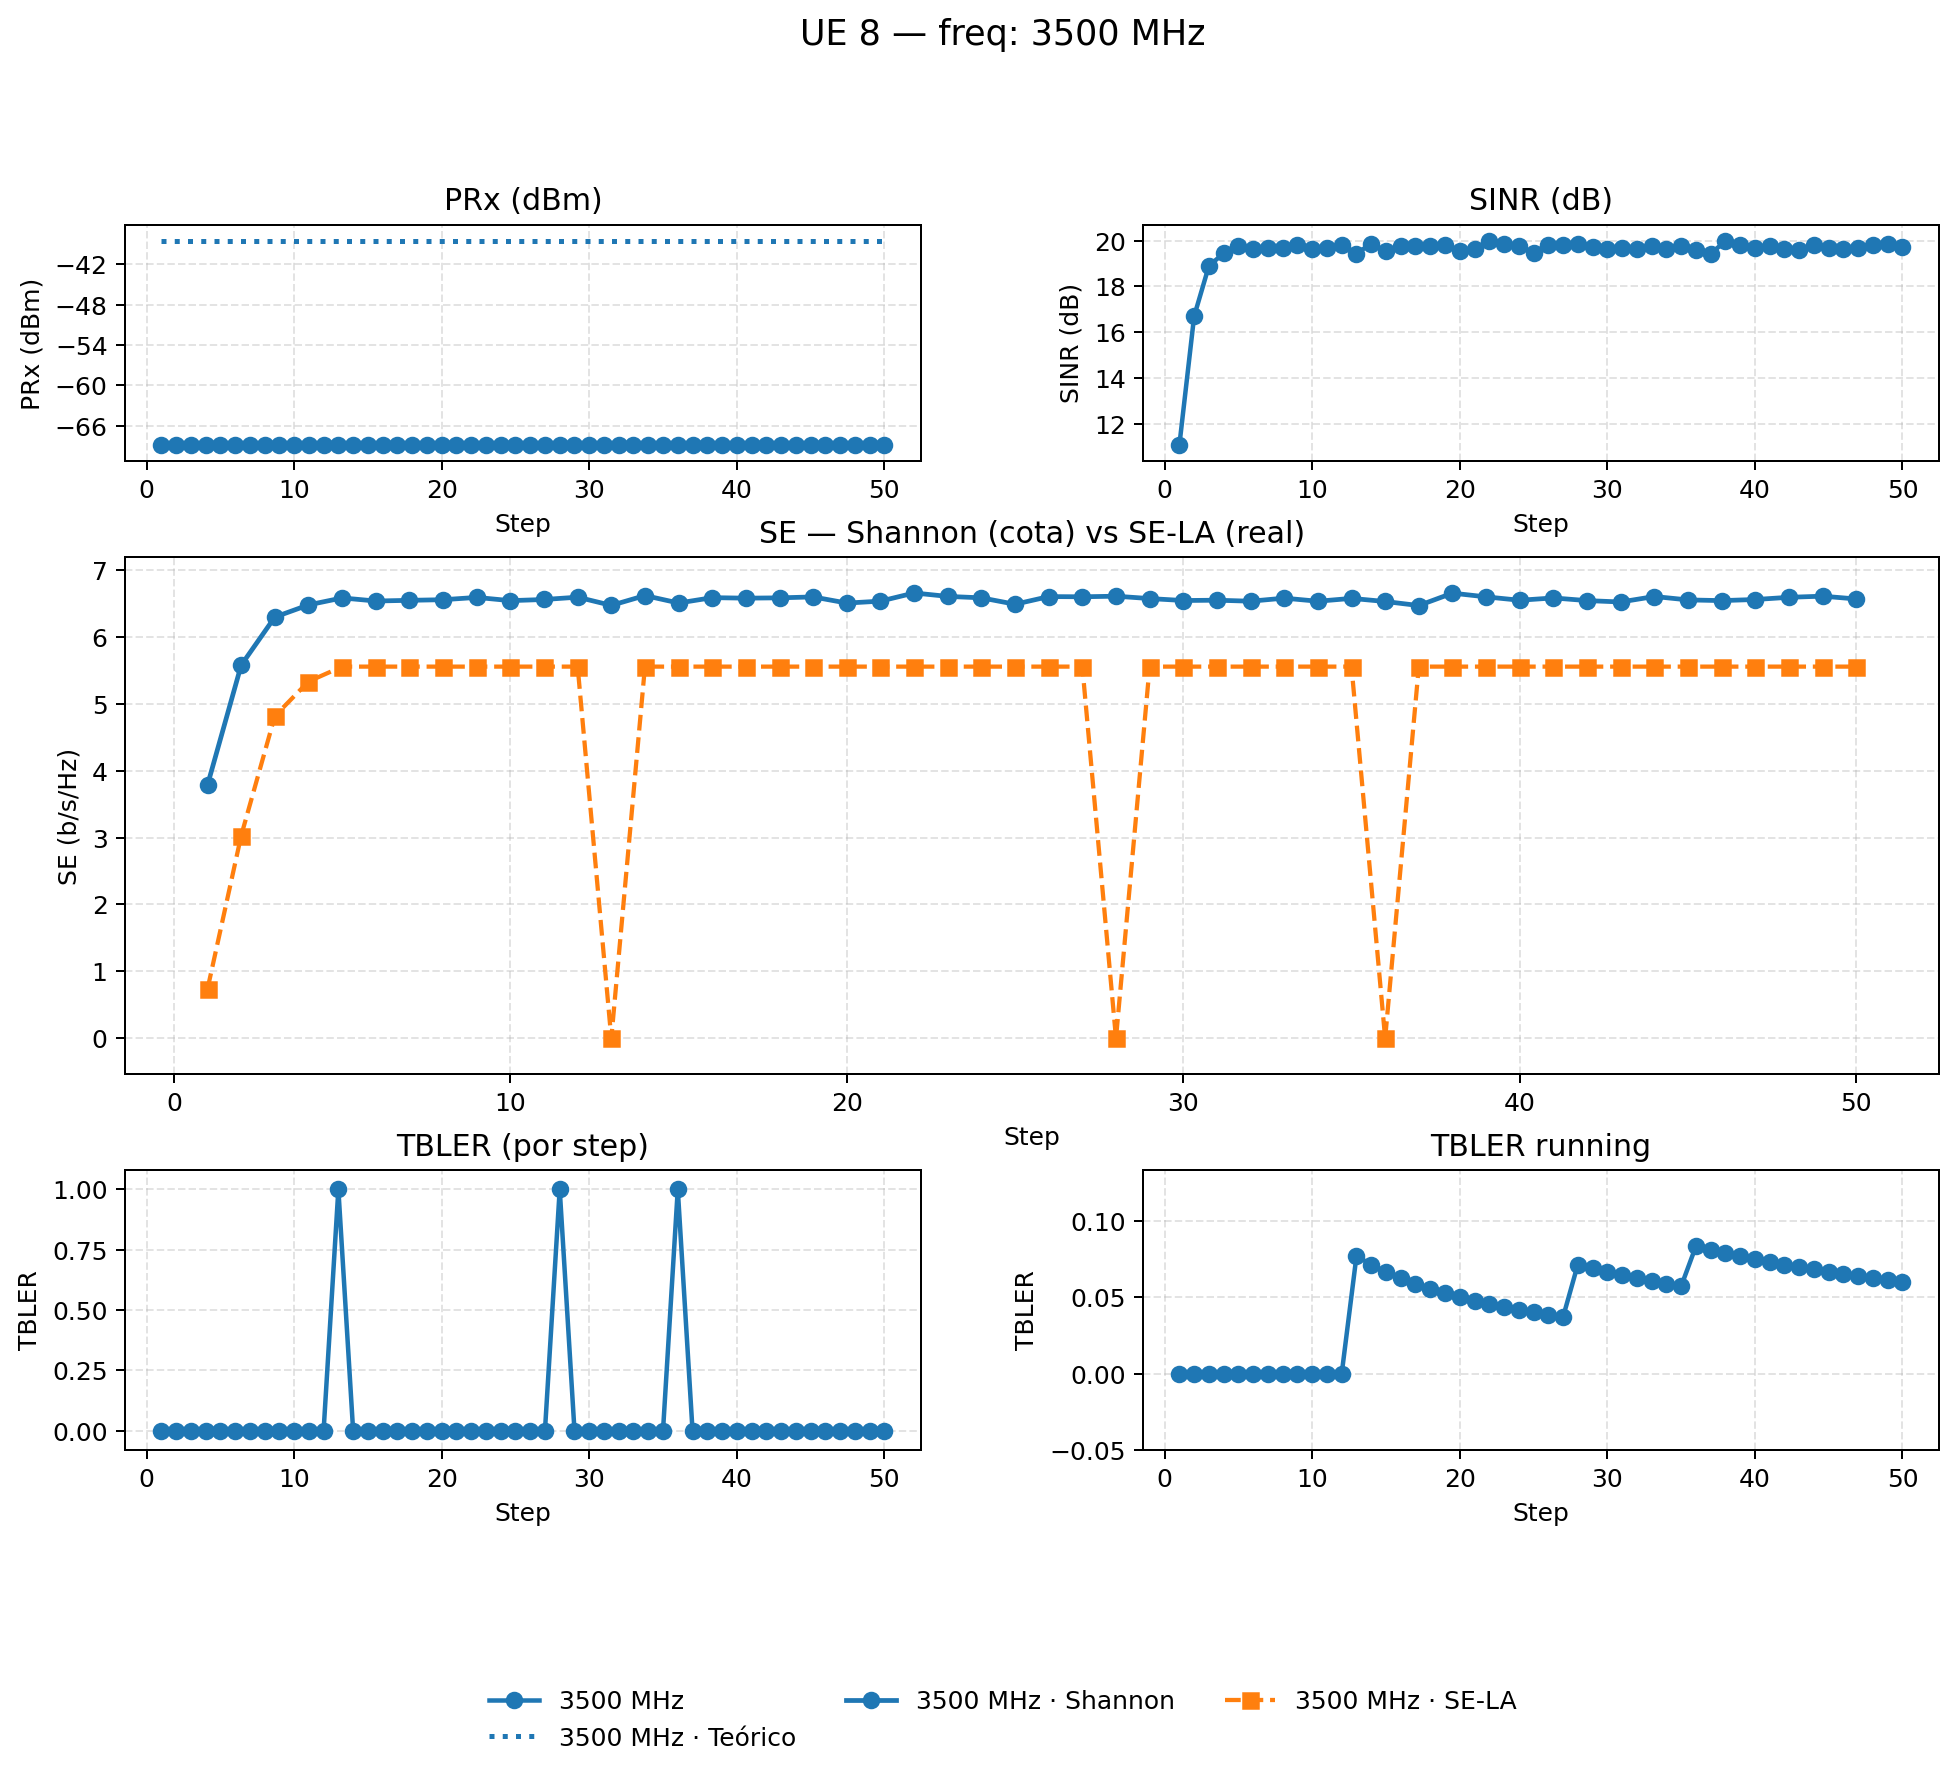 UE 8 — freq: 3500 MHz
PRx (dBm)
PRx (dBm)
−42
−48
−54
−60
−66
0 10 20 30 40 50
Step
SINR (dB)
SINR (dB)
20
18
16
14
12
0 10 20 30 40 50
Step
SE — Shannon (cota) vs SE-LA (real)
SE (b/s/Hz)
7
6
5
4
3
2
1
0
0 10 20 30 40 50
Step
TBLER (por step)
TBLER
1.00
0.75
0.50
0.25
0.00
0 10 20 30 40 50
Step
TBLER running
TBLER
0.10
0.05
0.00
−0.05
0 10 20 30 40 50
Step
3500 MHz
3500 MHz · Teórico
3500 MHz · Shannon
3500 MHz · SE-LA